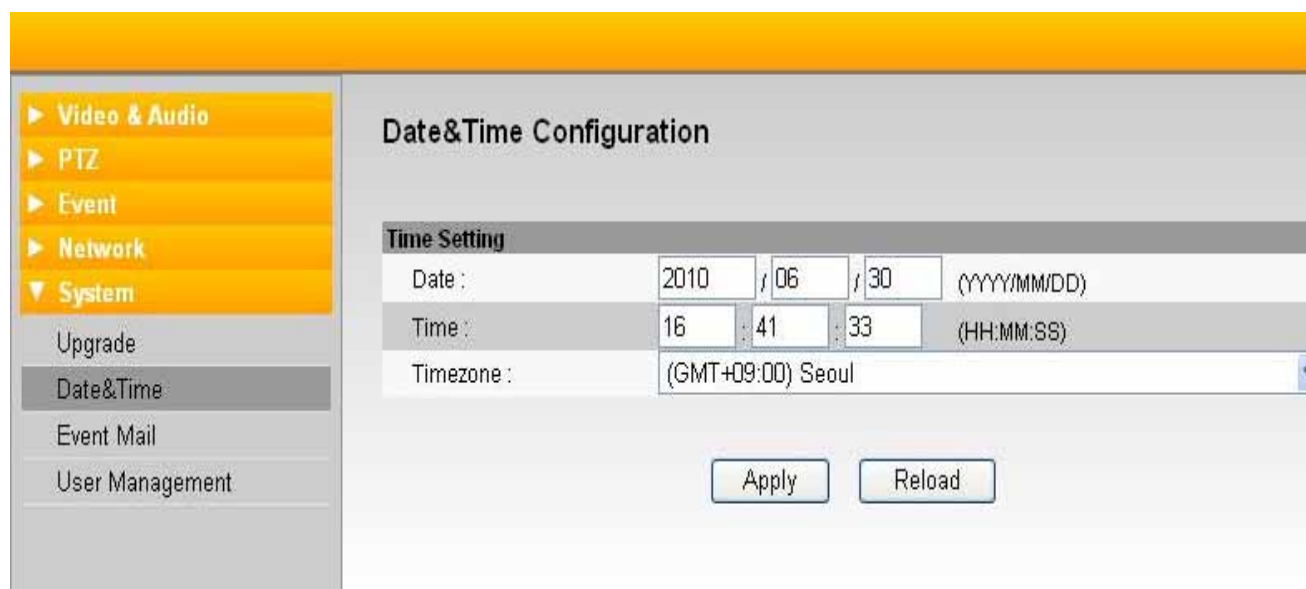 Video & Audio
PTZ
Event
Network
System
Upgrade
Date&Time
Event Mail
User Management
Date&Time Configuration
Time Setting
Date : 2010 / 06 / 30 (YYYY/MM/DD)
Time : 16 : 41 : 33 (HH:MM:SS)
Timezone : (GMT+09:00) Seoul
Apply Reload